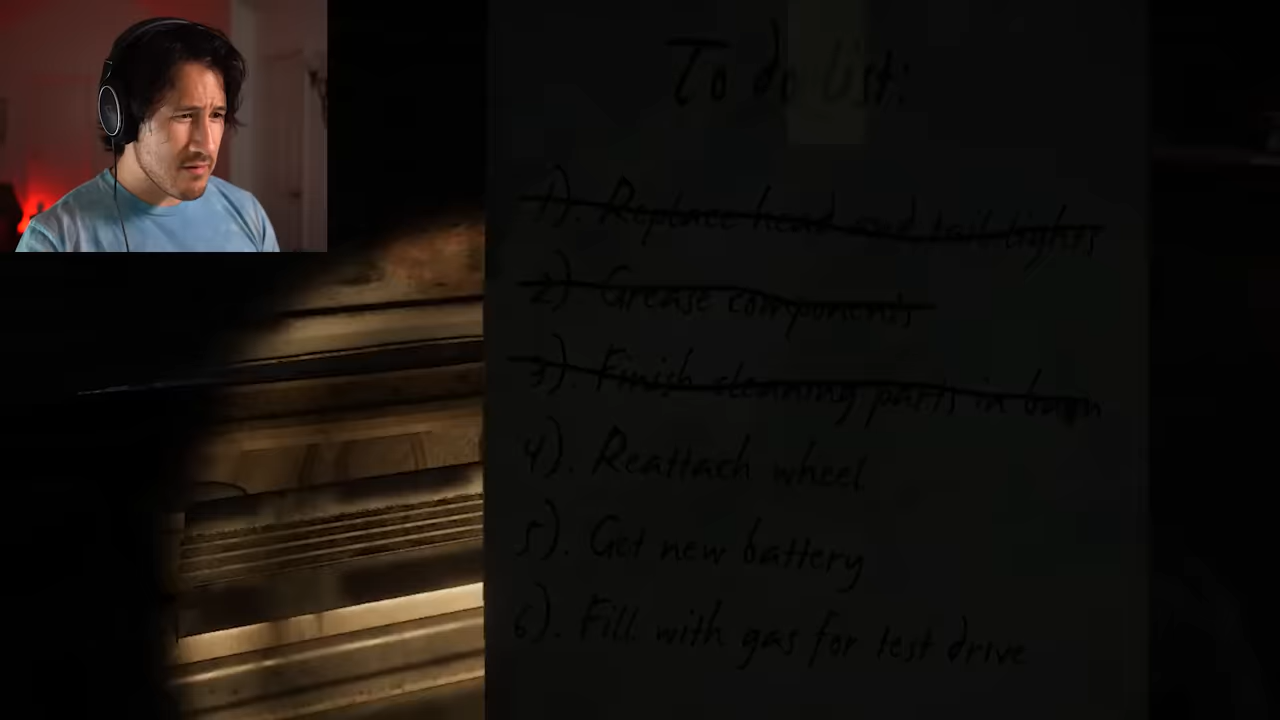 To do list:
1). Replace head and tail lights
2). Grease components
3). Finish cleaning parts in barn
4). Reattach wheel
5). Get new battery
6). Fill with gas for test drive